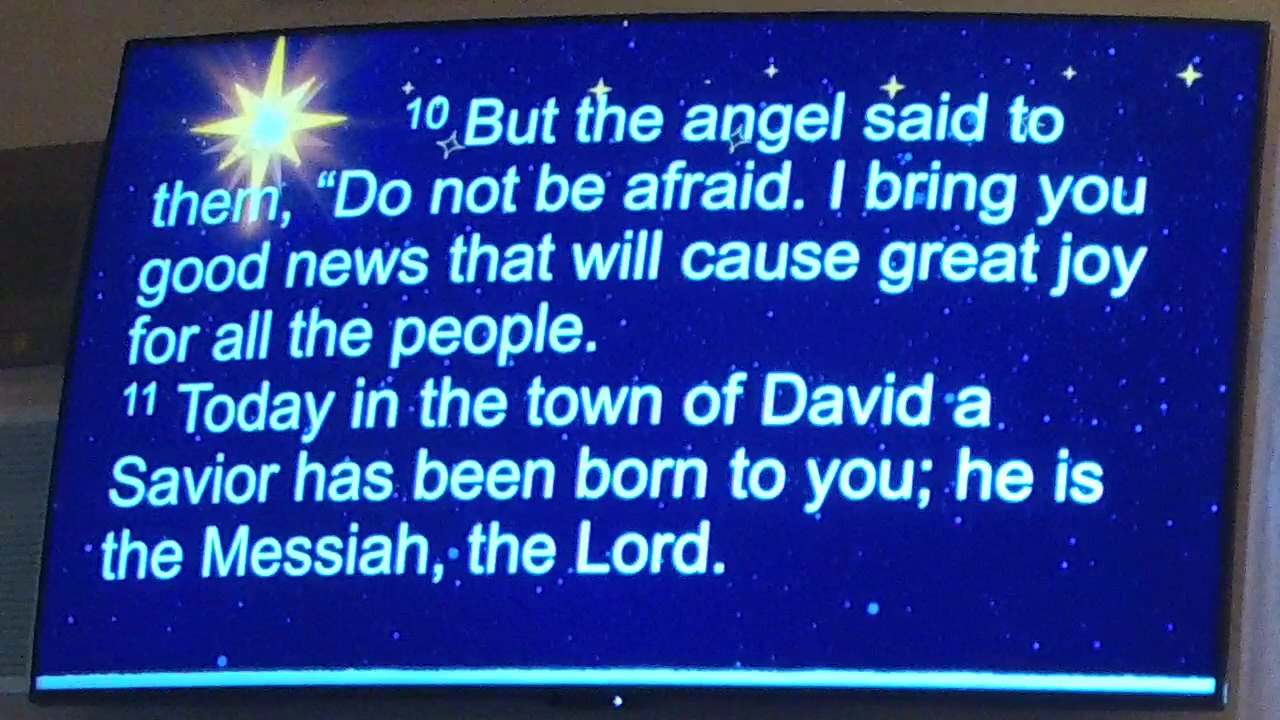 10 But the angel said to
them, “Do not be afraid. I bring you
good news that will cause great joy
for all the people.
11 Today in the town of David a
Savior has been born to you; he is
the Messiah, the Lord.